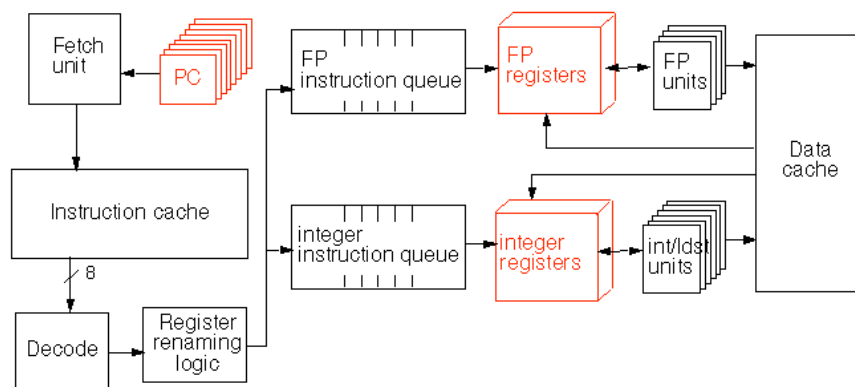 Fetch
unit
PC
FP
instruction queue
FP
registers
FP
units
Data
cache
Instruction cache
integer
instruction queue
integer
registers
int/ldst
units
8
Decode
Register
renaming
logic